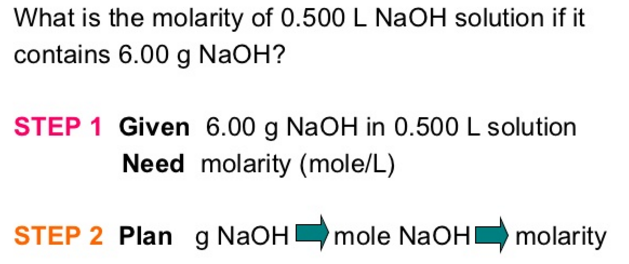 What is the molarity of 0.500 L NaOH solution if it
contains 6.00 g NaOH?
STEP 1 Given 6.00 g NaOH in 0.500 L solution
Need molarity (mole/L)
STEP 2 Plan g NaOH mole NaOH molarity